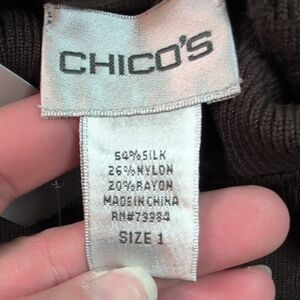 CHICO'S
54% SILK
26% NYLON
20% RAYON
MADE IN CHINA
RN#73984
SIZE 1